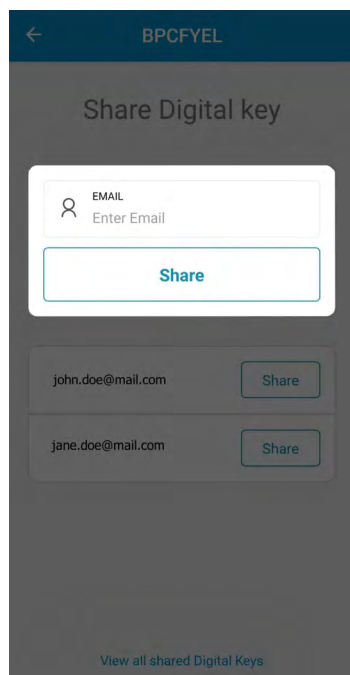 BPCFYEL
Share Digital key
EMAIL
Enter Email
Share
john.doe@mail.com
Share
jane.doe@mail.com
Share
View all shared Digital Keys